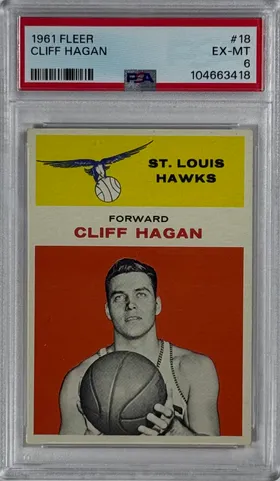 1961 FLEER #18
CLIFF HAGAN EX-MT
6
PSA 104663418
ST. LOUIS
HAWKS
FORWARD
CLIFF HAGAN